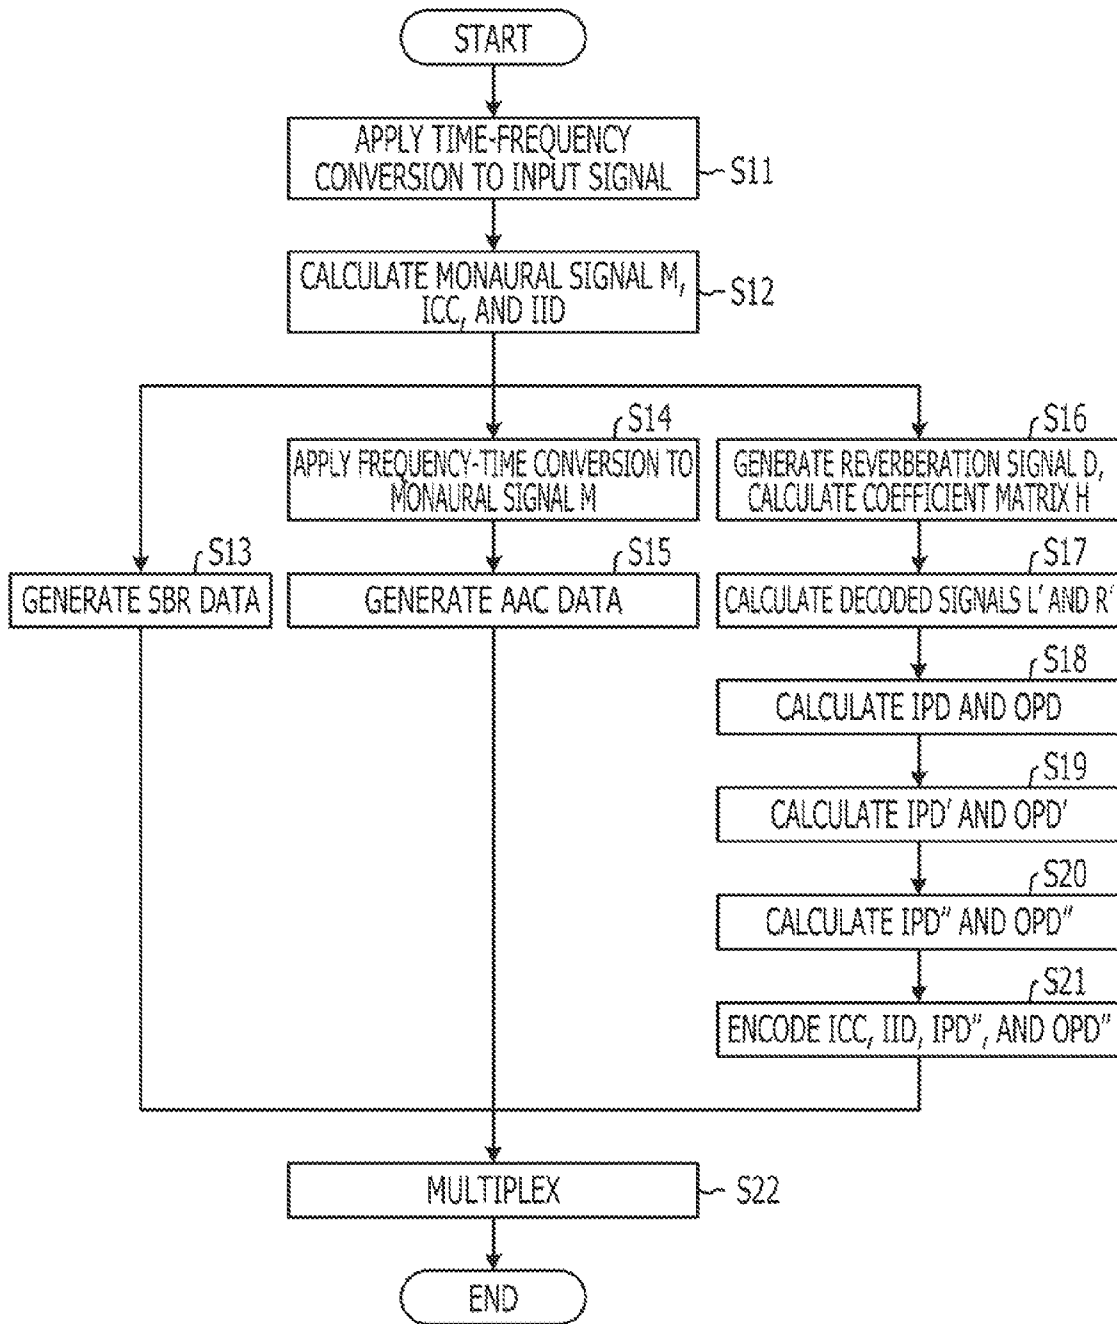 START
APPLY TIME-FREQUENCY
CONVERSION TO INPUT SIGNAL
S11
CALCULATE MONAURAL SIGNAL M,
ICC, AND IID
S12
S14
APPLY FREQUENCY-TIME CONVERSION TO
MONAURAL SIGNAL M
S16
GENERATE REVERBERATION SIGNAL D,
CALCULATE COEFFICIENT MATRIX H
S13
GENERATE SBR DATA
S15
GENERATE AAC DATA
S17
CALCULATE DECODED SIGNALS L′ AND R′
S18
CALCULATE IPD AND OPD
S19
CALCULATE IPD′ AND OPD′
S20
CALCULATE IPD″ AND OPD″
S21
ENCODE ICC, IID, IPD″, AND OPD″
MULTIPLEX
S22
END